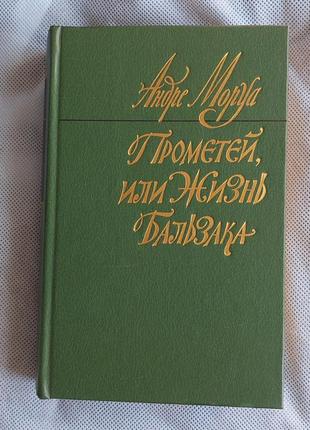 Андре Моруа
Прометей,
или Жизнь
Бальзака